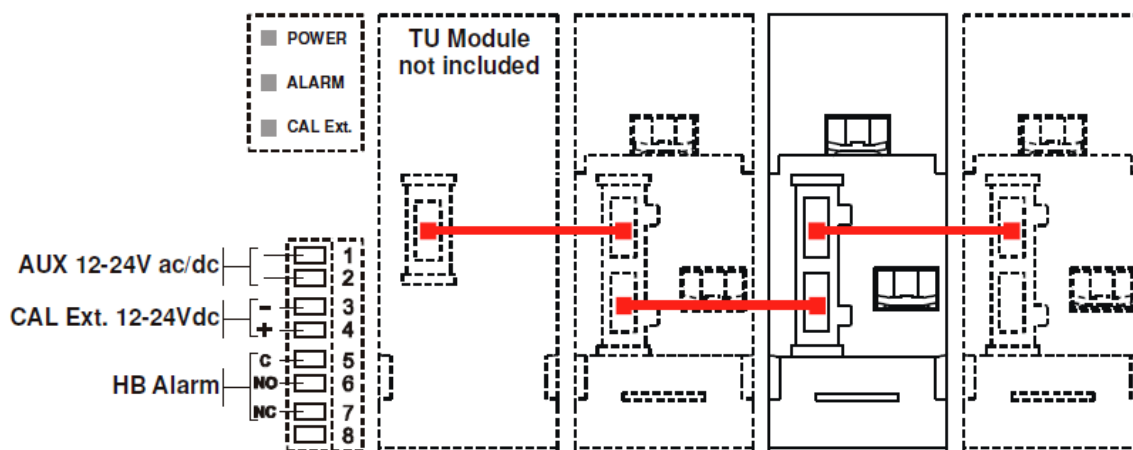 POWER
ALARM
CAL Ext.
TU Module
not included
AUX 12-24V ac/dc
1
2
CAL Ext. 12-24Vdc
- 3
+ 4
HB Alarm
C 5
NO 6
NC 7
8